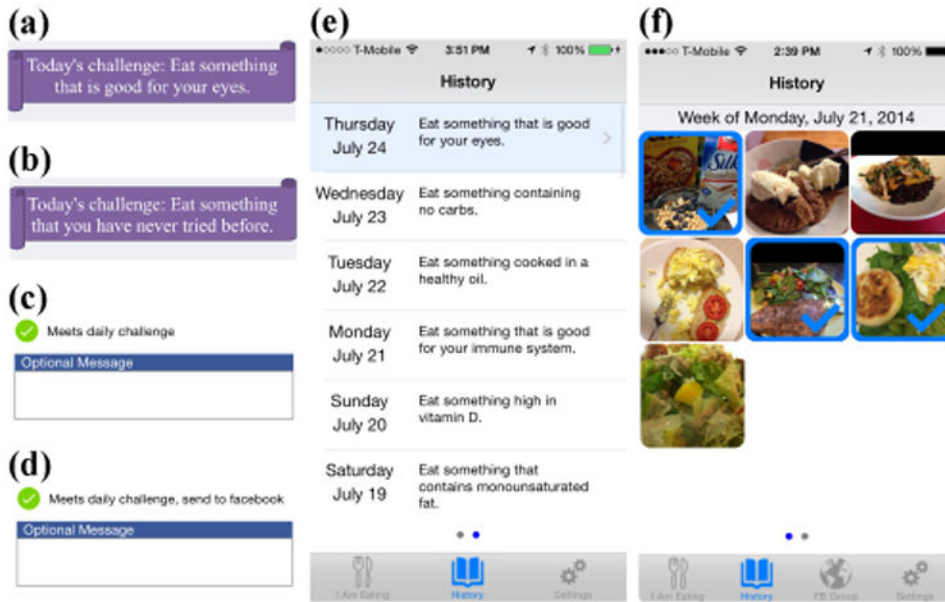 (a)
Today's challenge: Eat something
that is good for your eyes.
(b)
Today's challenge: Eat something
that you have never tried before.
(c)
Meets daily challenge
Optional Message
(d)
Meets daily challenge, send to facebook
Optional Message
(e)
T-Mobile 3:51 PM 100%
History
Thursday
July 24
Eat something that is good
for your eyes.
Wednesday
July 23
Eat something containing
no carbs.
Tuesday
July 22
Eat something cooked in a
healthy oil.
Monday
July 21
Eat something that is good
for your immune system.
Sunday
July 20
Eat something high in
vitamin D.
Saturday
July 19
Eat something that
contains monounsaturated
fat.
I Am Eating History Settings
(f)
T-Mobile 2:39 PM 100%
History
Week of Monday, July 21, 2014
Silk
I Am Eating History FB Group Settings